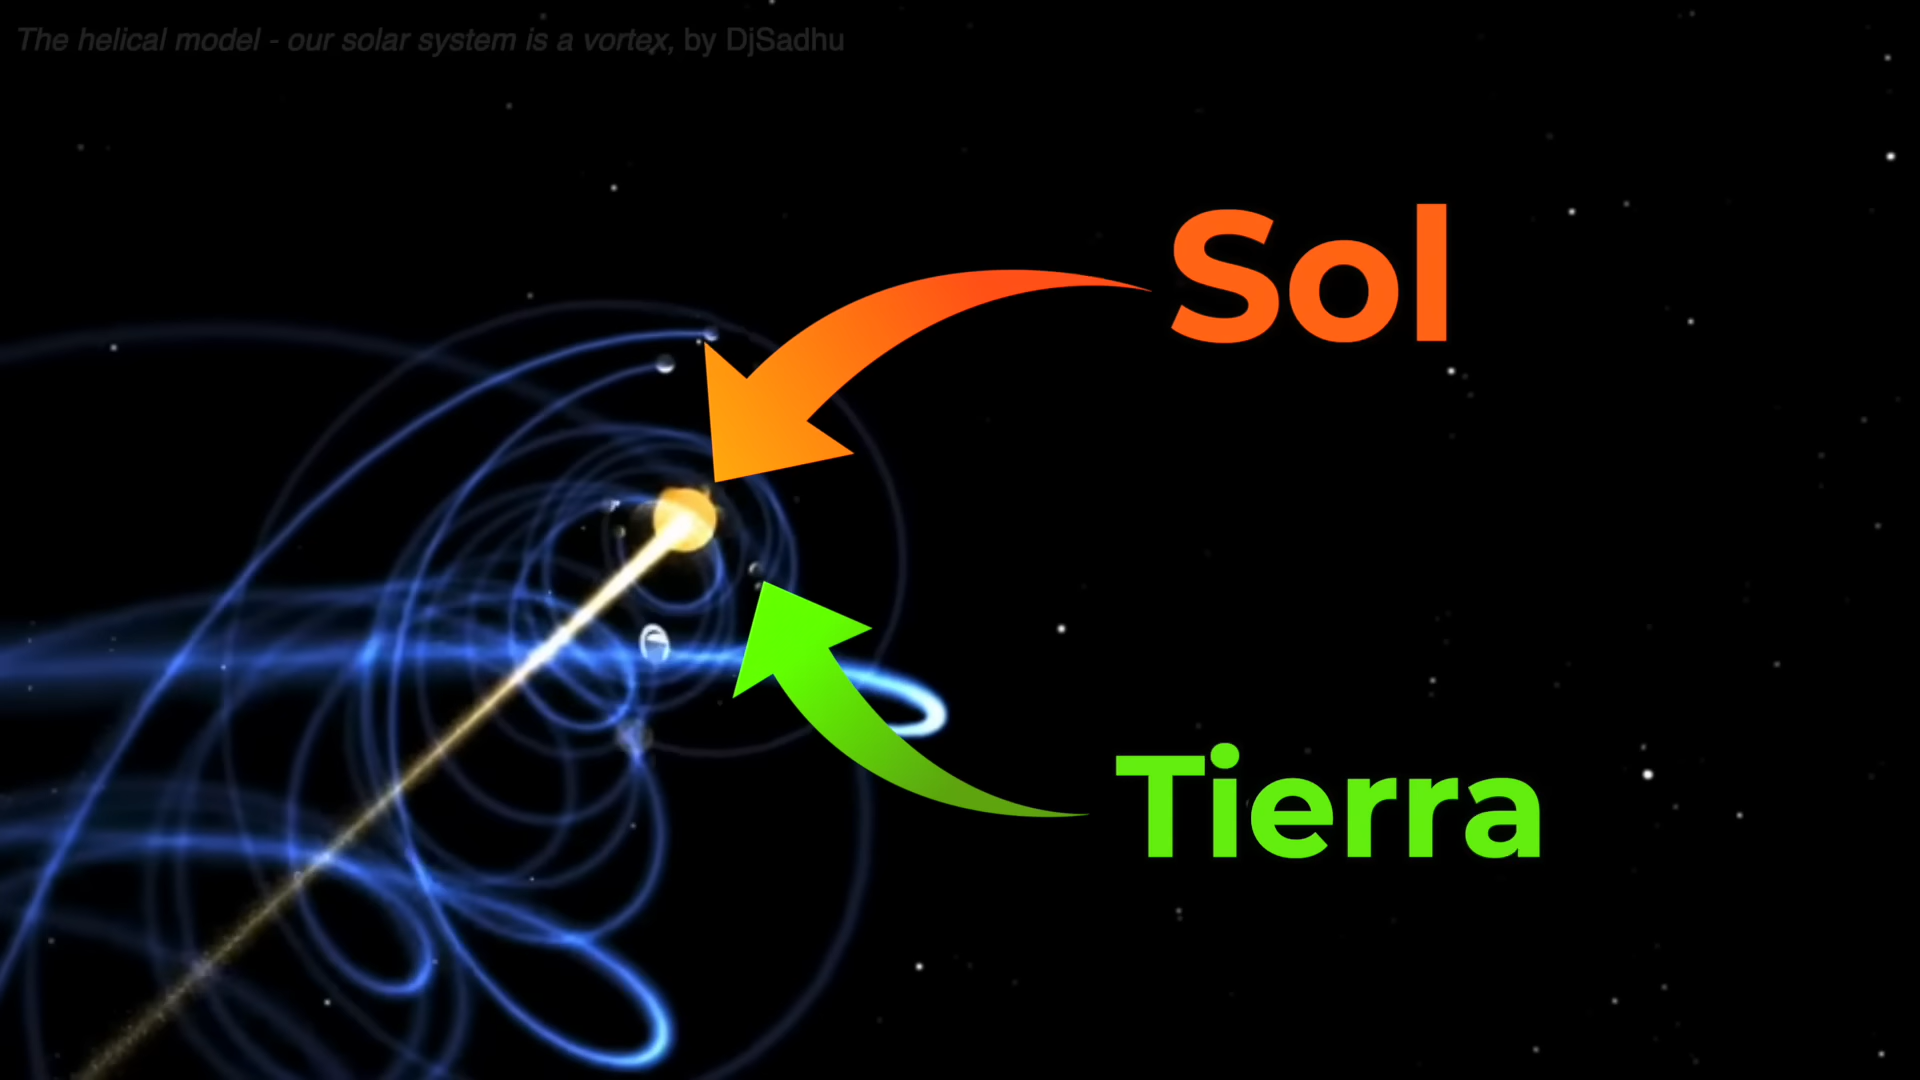 The helical model - our solar system is a vortex, by DjSadhu
Sol
Tierra